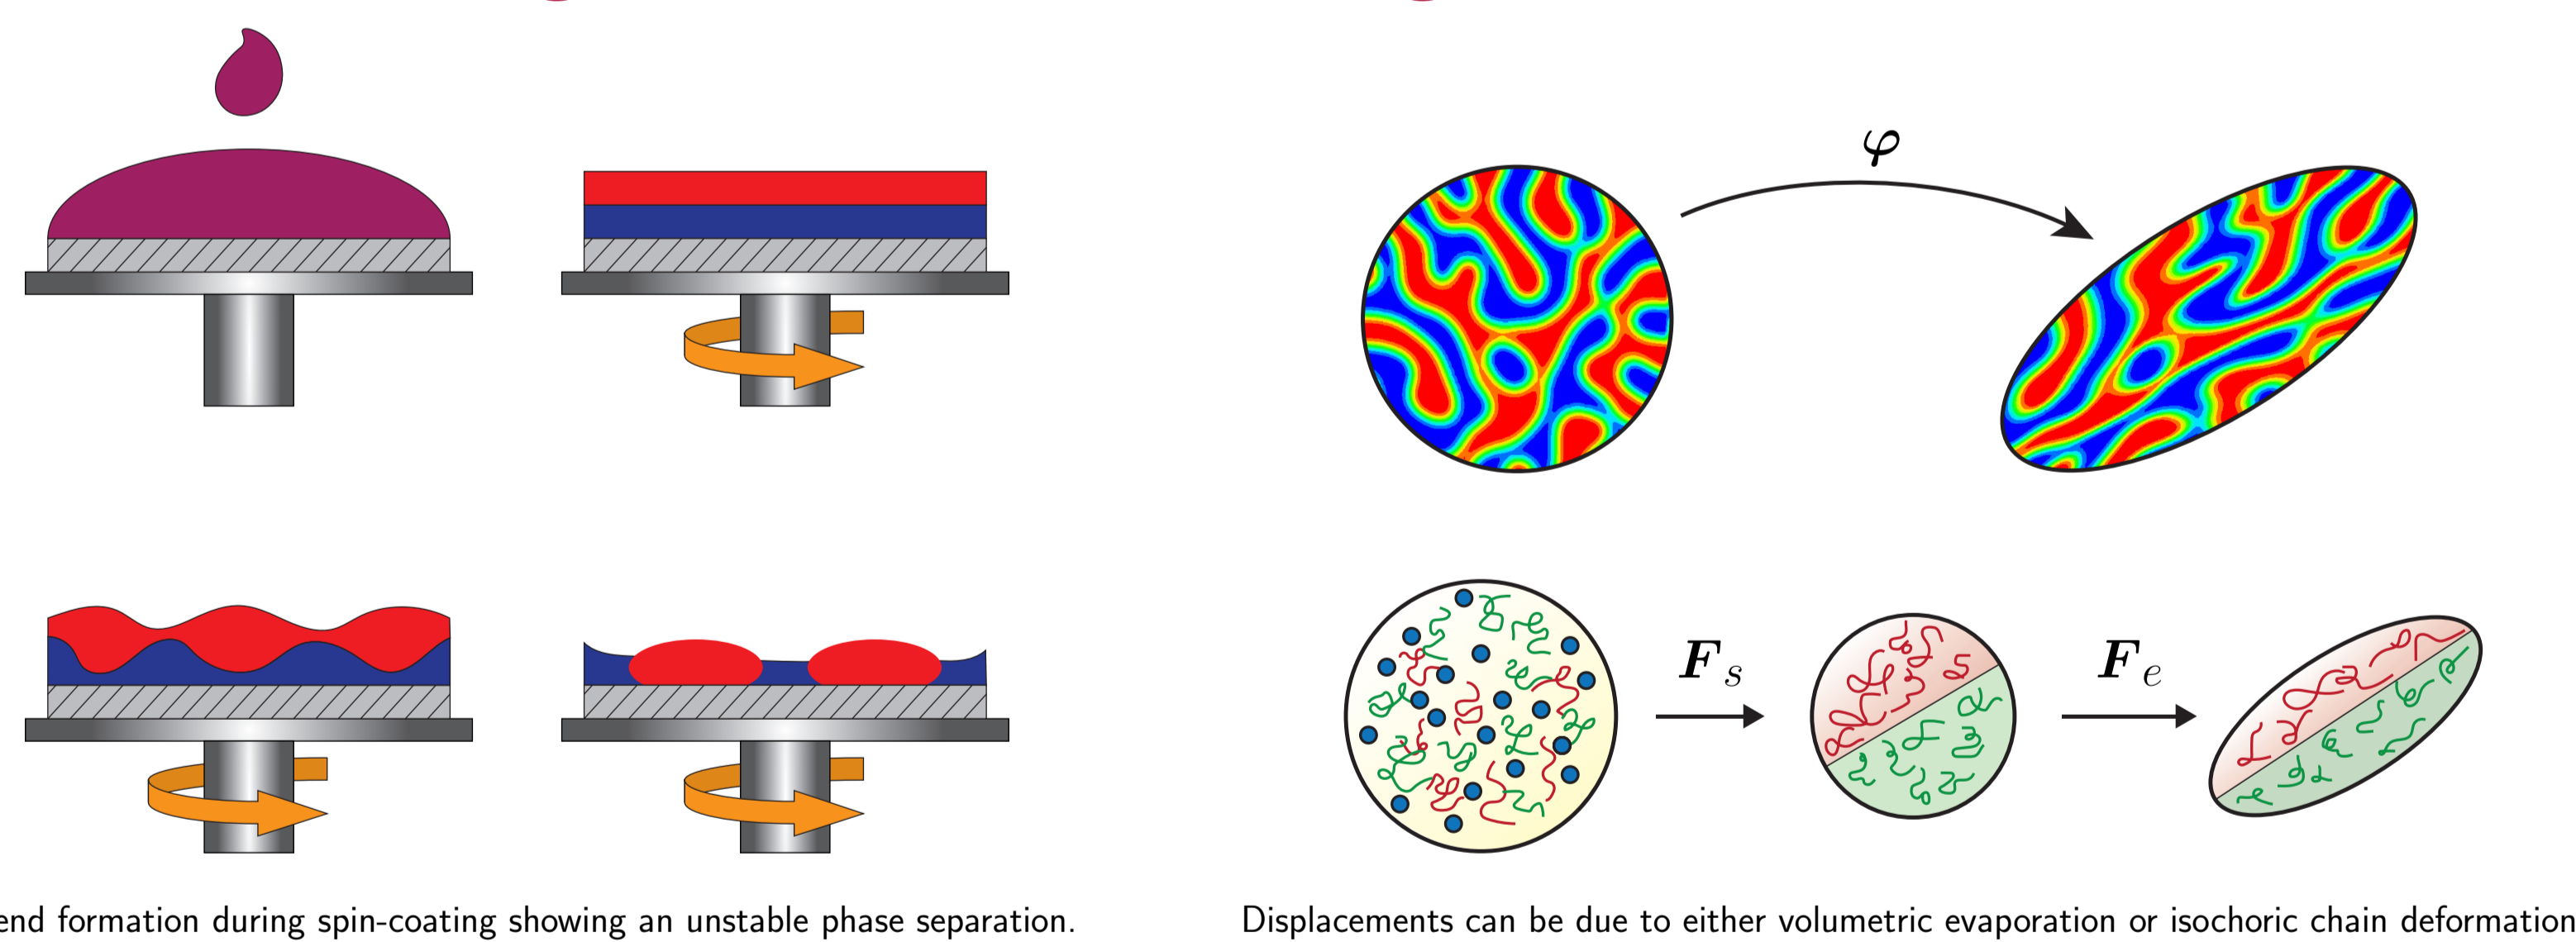 φ
F_s
F_e
end formation during spin-coating showing an unstable phase separation.
Displacements can be due to either volumetric evaporation or isochoric chain deformation